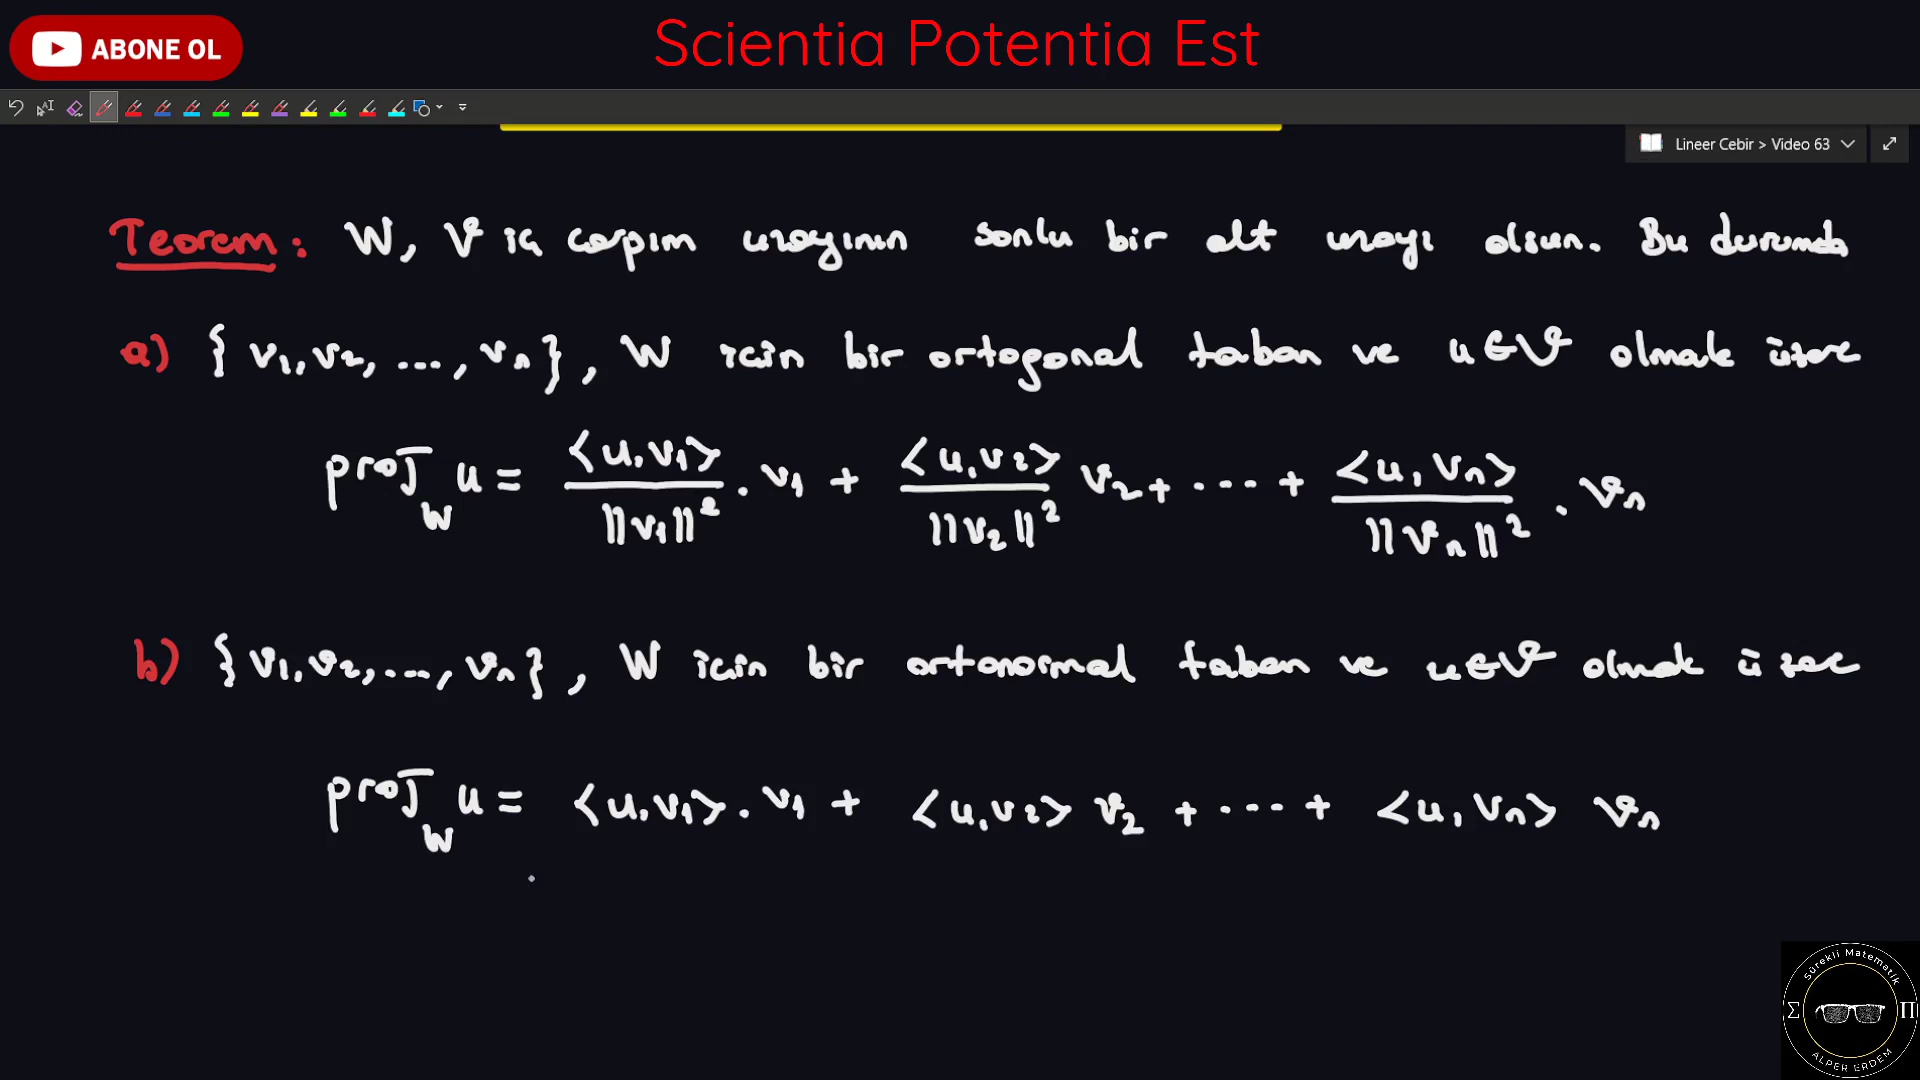 Scientia Potentia Est
ABONE OL
Lineer Cebir > Video 63
Teorem: W, V iç çarpım uzayının sonlu bir alt uzayı olsun. Bu durumda
a) {v₁, v₂, ..., vₙ}, W için bir ortogonal taban ve u∈V olmak üzere
proj_W u = <u,v₁>/||v₁||² . v₁ + <u,v₂>/||v₂||² v₂ + ... + <u,vₙ>/||vₙ||² . vₙ
b) {v₁, v₂, ..., vₙ}, W için bir ortonormal taban ve u∈V olmak üzere
proj_W u = <u,v₁> . v₁ + <u,v₂> v₂ + ... + <u,vₙ> vₙ
Sürekli Matematik
Σ Π
ALPER ERDEM